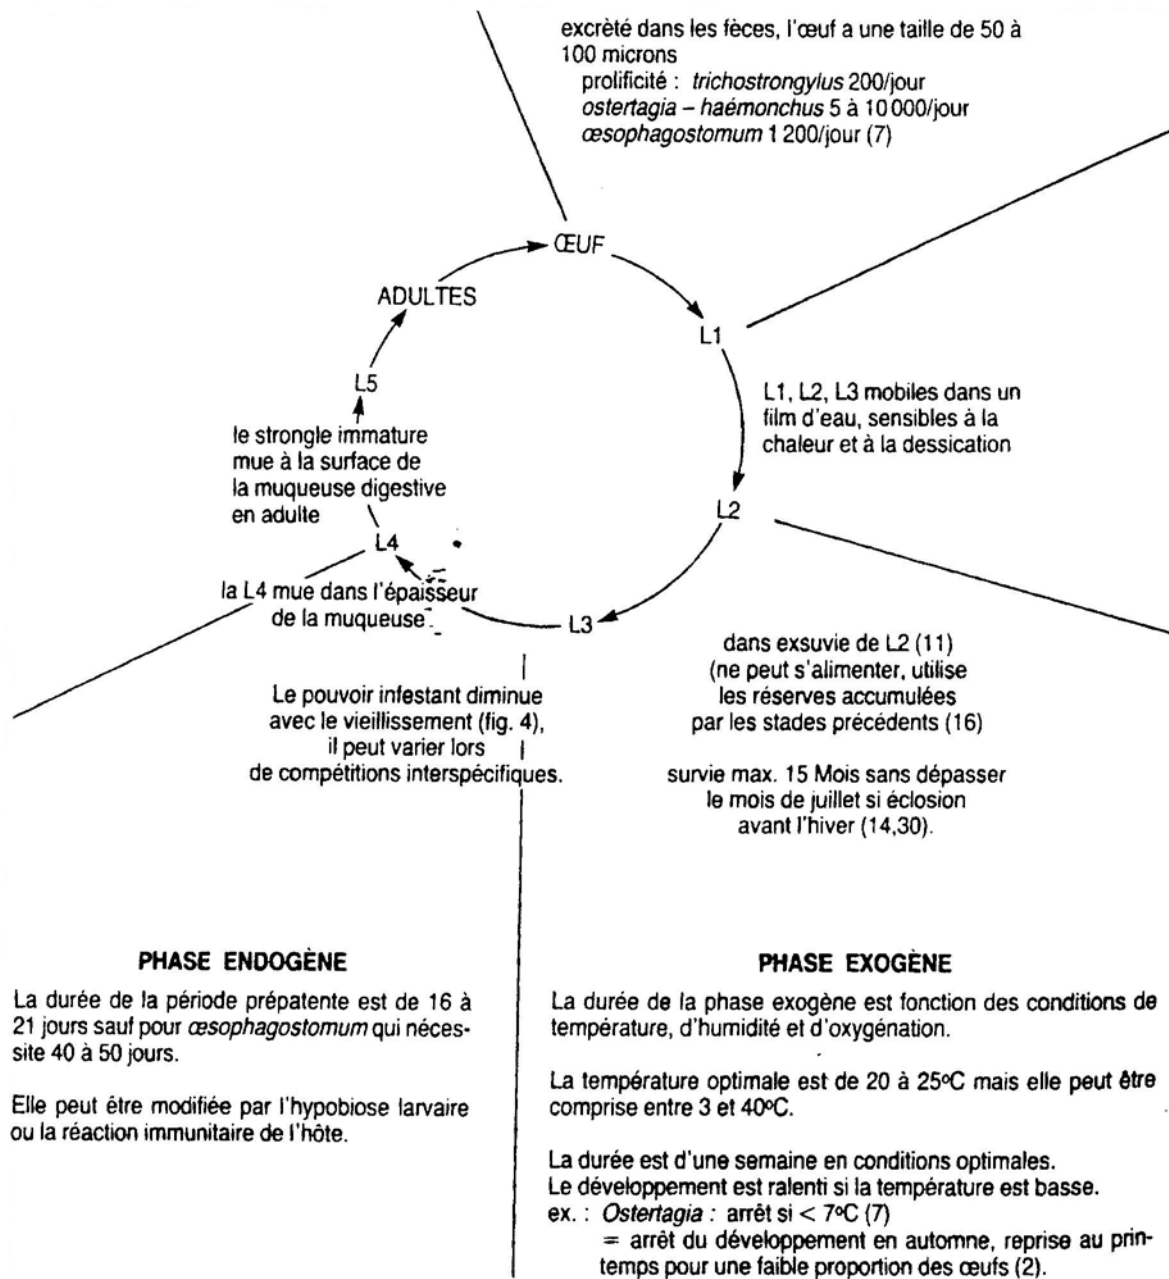 excrèté dans les fèces, l'œuf a une taille de 50 à
100 microns
prolificité : trichostrongylus 200/jour
ostertagia – haémonchus 5 à 10 000/jour
œsophagostomum 1 200/jour (7)
ŒUF
ADULTES
L1
L5
L1, L2, L3 mobiles dans un
film d'eau, sensibles à la
chaleur et à la dessication
le strongle immature
mue à la surface de
la muqueuse digestive
en adulte
L2
L4
la L4 mue dans l'épaisseur
de la muqueuse
L3
dans exsuvie de L2 (11)
(ne peut s'alimenter, utilise
les réserves accumulées
par les stades précédents (16)
Le pouvoir infestant diminue
avec le vieillissement (fig. 4),
il peut varier lors
de compétitions interspécifiques.
survie max. 15 Mois sans dépasser
le mois de juillet si éclosion
avant l'hiver (14,30).
PHASE ENDOGÈNE
La durée de la période prépatente est de 16 à
21 jours sauf pour œsophagostomum qui néces-
site 40 à 50 jours.
Elle peut être modifiée par l'hypobiose larvaire
ou la réaction immunitaire de l'hôte.
PHASE EXOGÈNE
La durée de la phase exogène est fonction des conditions de
température, d'humidité et d'oxygénation.
La température optimale est de 20 à 25ºC mais elle peut être
comprise entre 3 et 40ºC.
La durée est d'une semaine en conditions optimales.
Le développement est ralenti si la température est basse.
ex. : Ostertagia : arrêt si < 7ºC (7)
= arrêt du développement en automne, reprise au prin-
temps pour une faible proportion des œufs (2).